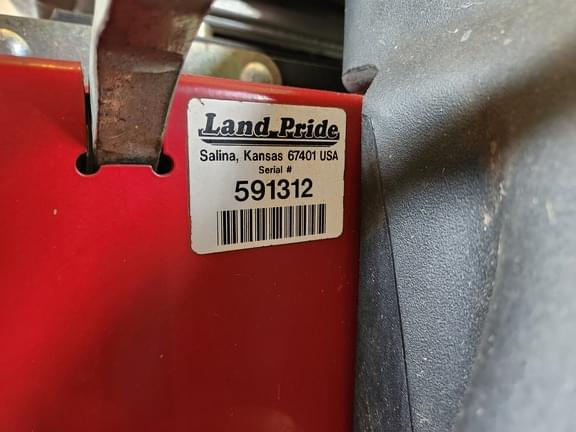 Land Pride
Salina, Kansas 67401 USA
Serial #
591312